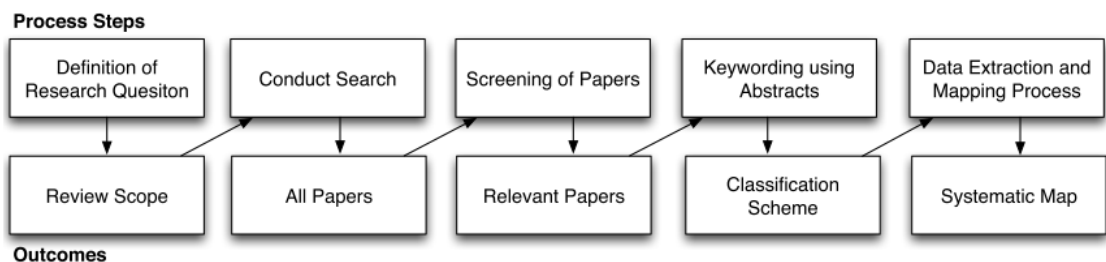 Process Steps
Definition of
Research Quesiton
Conduct Search
Screening of Papers
Keywording using
Abstracts
Data Extraction and
Mapping Process
Review Scope
All Papers
Relevant Papers
Classification
Scheme
Systematic Map
Outcomes